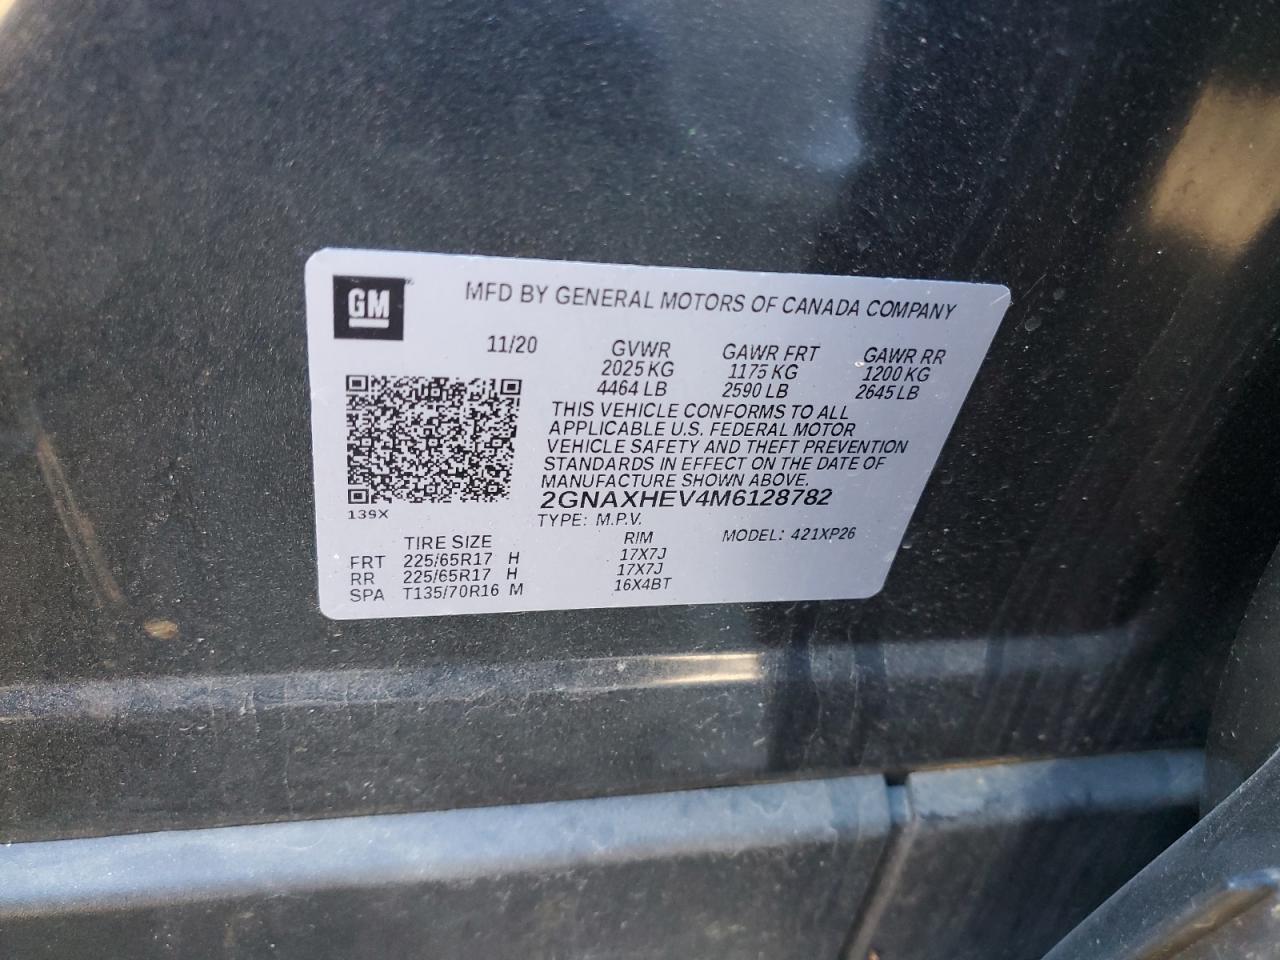 GM
MFD BY GENERAL MOTORS OF CANADA COMPANY
11/20 GVWR GAWR FRT GAWR RR
2025 KG 1175 KG 1200 KG
4464 LB 2590 LB 2645 LB
THIS VEHICLE CONFORMS TO ALL
APPLICABLE U.S. FEDERAL MOTOR
VEHICLE SAFETY AND THEFT PREVENTION
STANDARDS IN EFFECT ON THE DATE OF
MANUFACTURE SHOWN ABOVE.
2GNAXHEV4M6128782
139X
TYPE: M.P.V. MODEL: 421XP26
TIRE SIZE RIM
FRT 225/65R17 H 17X7J
RR 225/65R17 H 17X7J
SPA T135/70R16 M 16X4BT